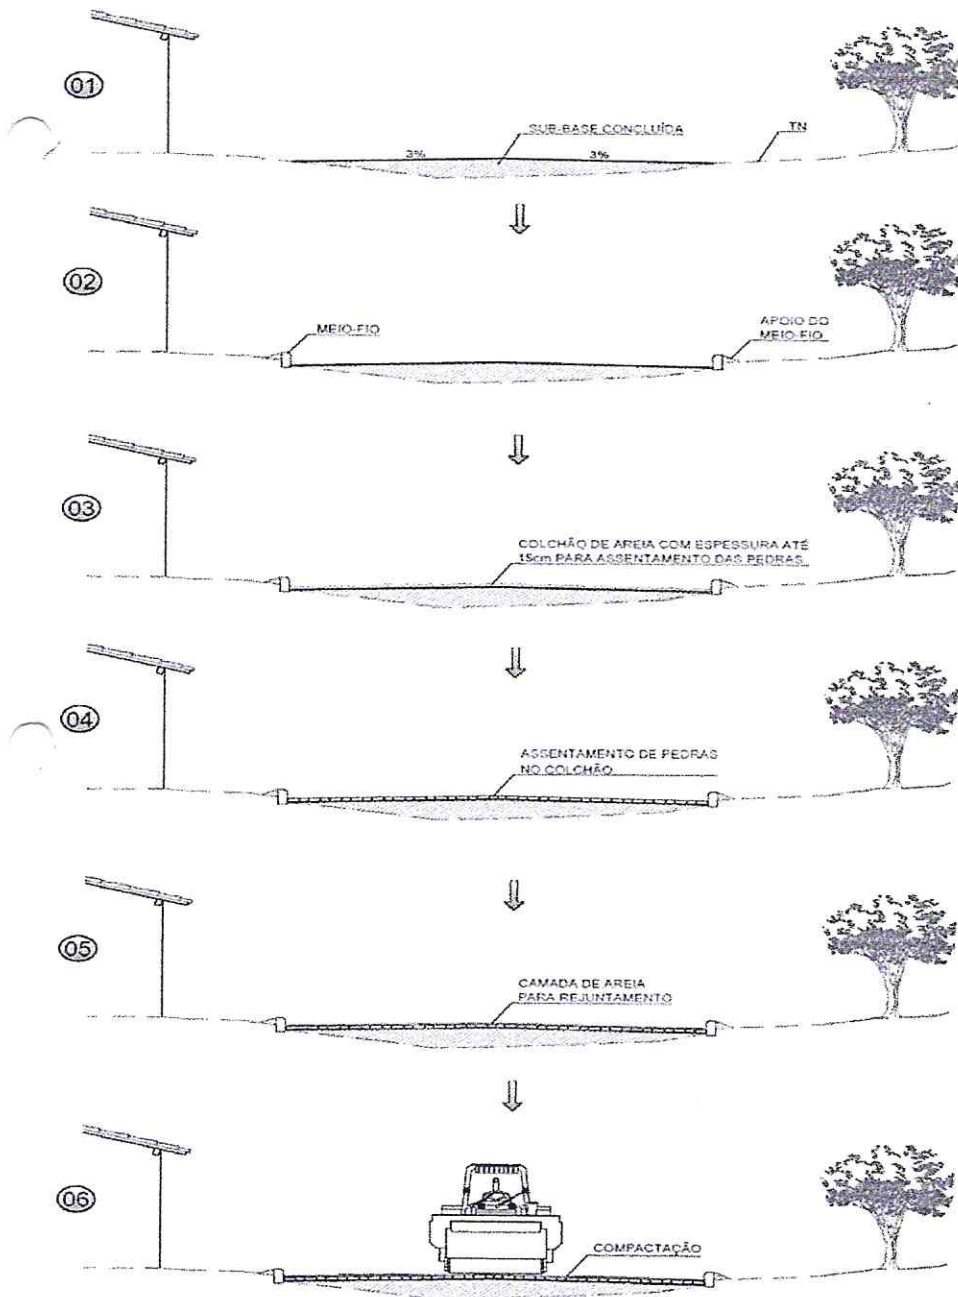 01
SUB-BASE CONCLUÍDA
TN
3%
3%
02
MEIO-FIO
APOIO DO
MEIO-FIO
03
COLCHÃO DE AREIA COM ESPESSURA ATÉ
15cm PARA ASSENTAMENTO DAS PEDRAS
04
ASSENTAMENTO DE PEDRAS
NO COLCHÃO
05
CAMADA DE AREIA
PARA REJUNTAMENTO
06
COMPACTAÇÃO